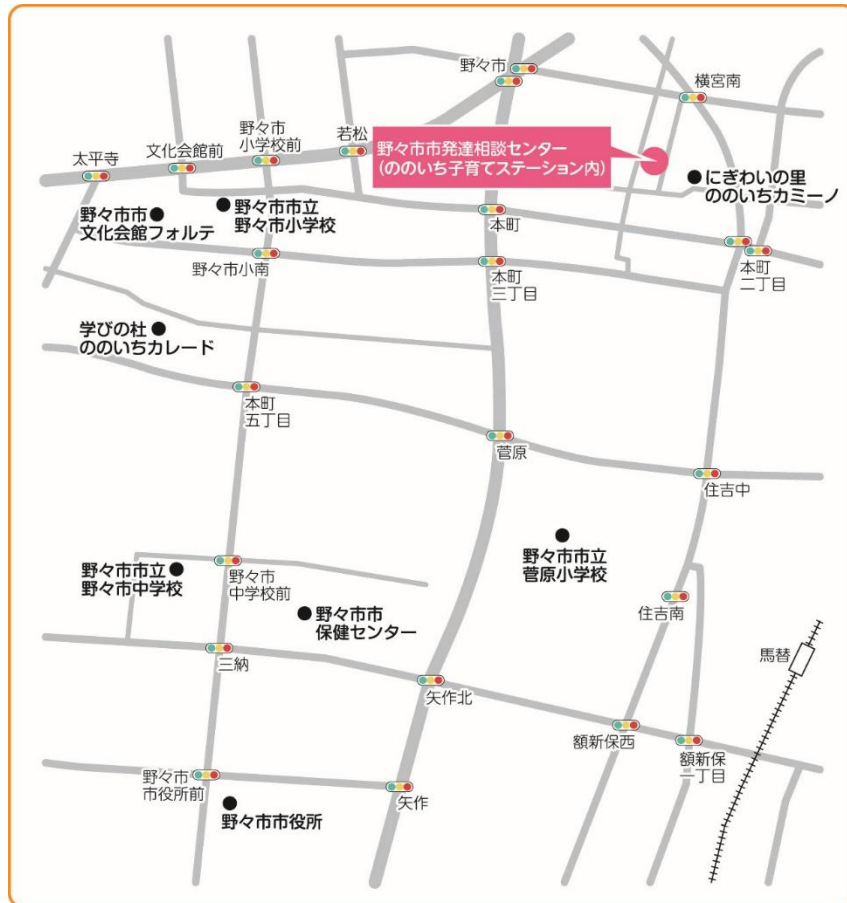 野々市
横宮南
野々市
小学校前
若松
文化会館前
太平寺
野々市市発達相談センター
(ののいち子育てステーション内)
にぎわいの里
ののいちカミーノ
野々市市立
野々市小学校
野々市市
文化会館フォルテ
本町
野々市小南
本町
三丁目
本町
二丁目
学びの杜
ののいちカレード
本町
五丁目
菅原
住吉中
野々市市立
菅原小学校
野々市市立
野々市中学校
野々市
中学校前
野々市市
保健センター
住吉南
馬替
三納
矢作北
額新保西
額新保
一丁目
野々市
市役所前
矢作
野々市市役所